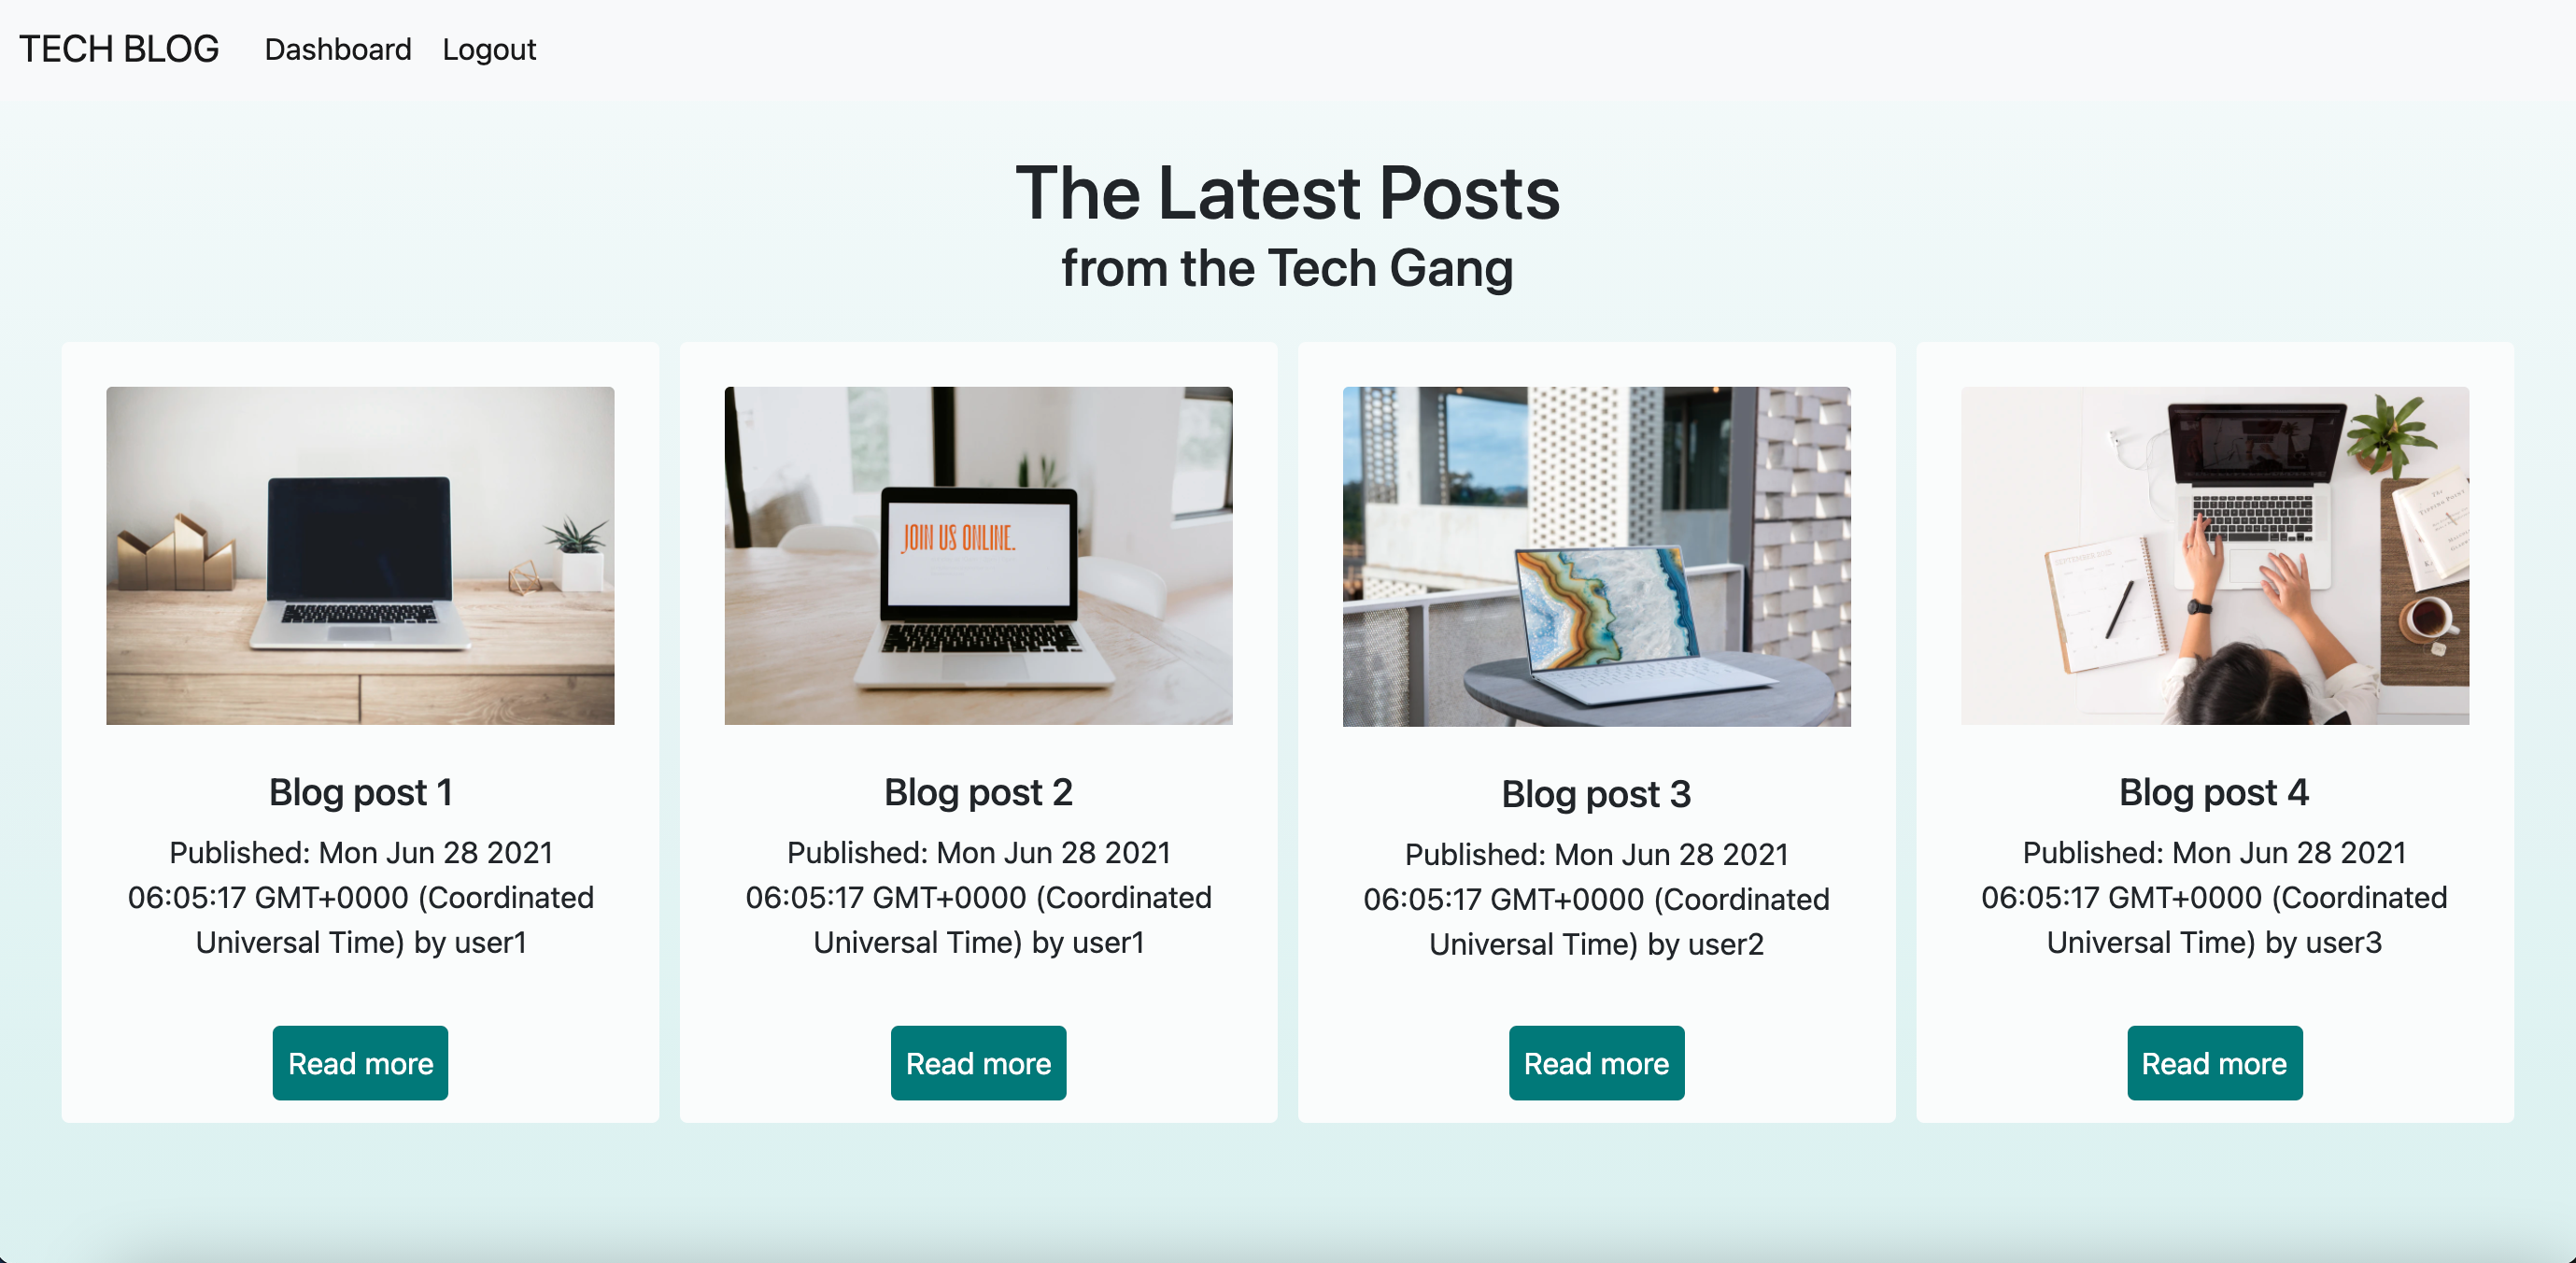 TECH BLOG Dashboard Logout
The Latest Posts
from the Tech Gang
JOIN US ONLINE.
Blog post 1
Published: Mon Jun 28 2021
06:05:17 GMT+0000 (Coordinated
Universal Time) by user1
Read more
Blog post 2
Published: Mon Jun 28 2021
06:05:17 GMT+0000 (Coordinated
Universal Time) by user1
Read more
Blog post 3
Published: Mon Jun 28 2021
06:05:17 GMT+0000 (Coordinated
Universal Time) by user2
Read more
The
Tipping Point
Blog post 4
Published: Mon Jun 28 2021
06:05:17 GMT+0000 (Coordinated
Universal Time) by user3
Read more